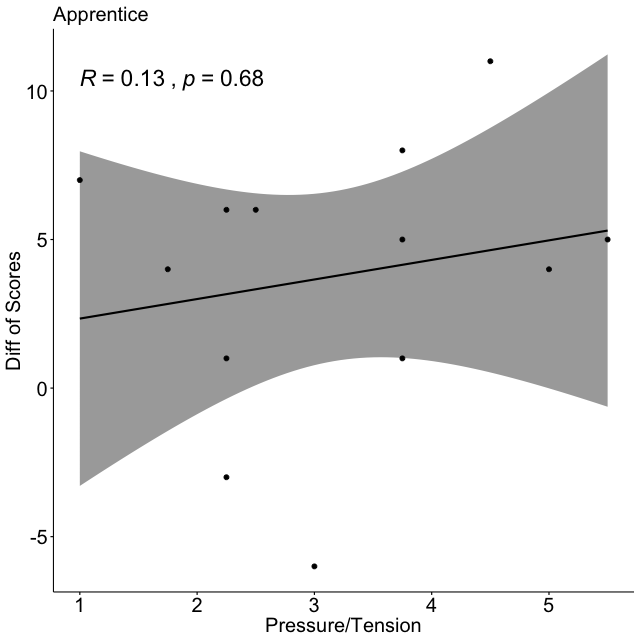 Apprentice
R = 0.13 , p = 0.68
10
5
0
-5
Diff of Scores
1 2 3 4 5
Pressure/Tension